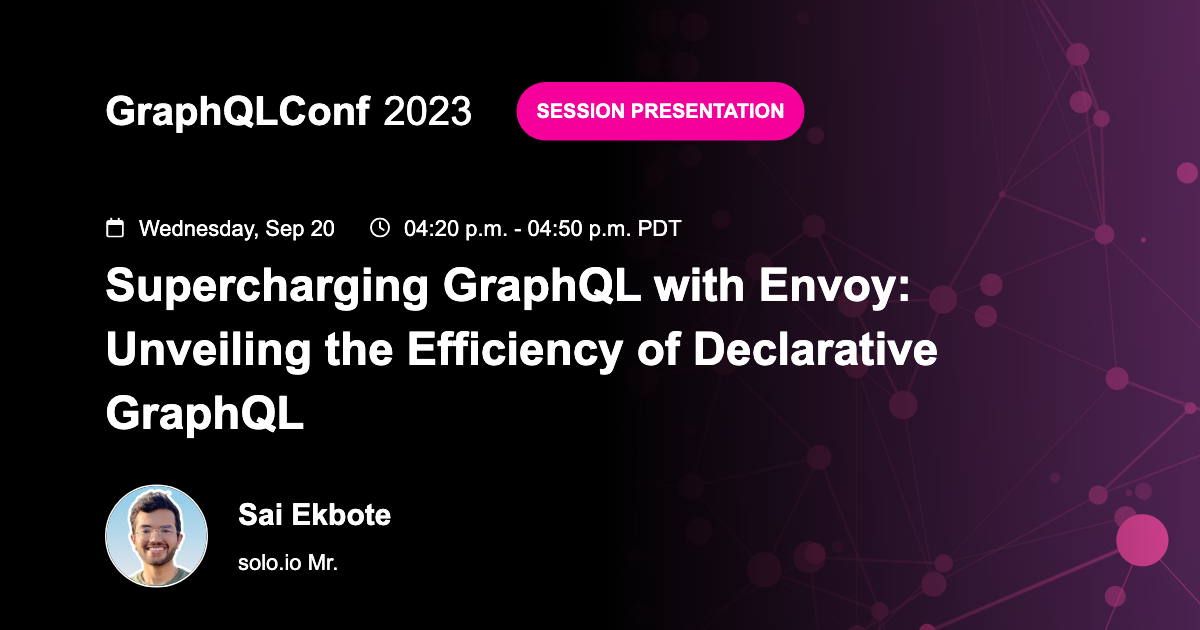 GraphQLConf 2023
SESSION PRESENTATION
Wednesday, Sep 20
04:20 p.m. - 04:50 p.m. PDT
Supercharging GraphQL with Envoy:
Unveiling the Efficiency of Declarative
GraphQL
Sai Ekbote
solo.io Mr.